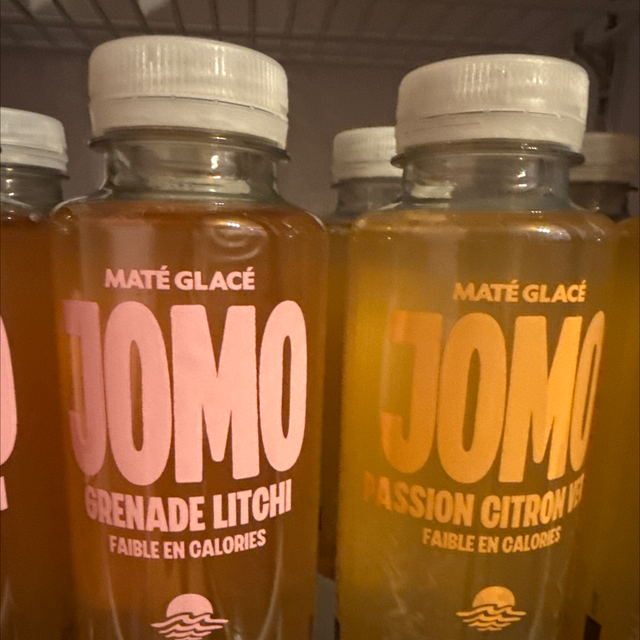 MATÉ GLACÉ
JOMO
GRENADE LITCHI
FAIBLE EN CALORIES
MATÉ GLACÉ
JOMO
PASSION CITRON
FAIBLE EN CALORIES